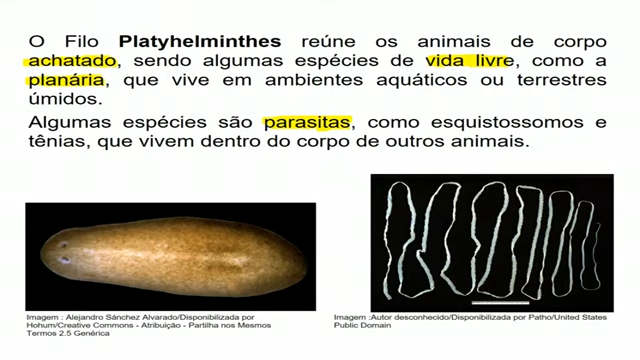 O Filo Platyhelminthes reúne os animais de corpo
achatado, sendo algumas espécies de vida livre, como a
planária, que vive em ambientes aquáticos ou terrestres
úmidos.
Algumas espécies são parasitas, como esquistossomos e
tênias, que vivem dentro do corpo de outros animais.
Imagem : Alejandro Sánchez Alvarado/Disponibilizada por
Hohum/Creative Commons - Atribuição - Partilha nos Mesmos
Termos 2.5 Genérica
Imagem :Autor desconhecido/Disponibilizada por Patho/United States
Public Domain